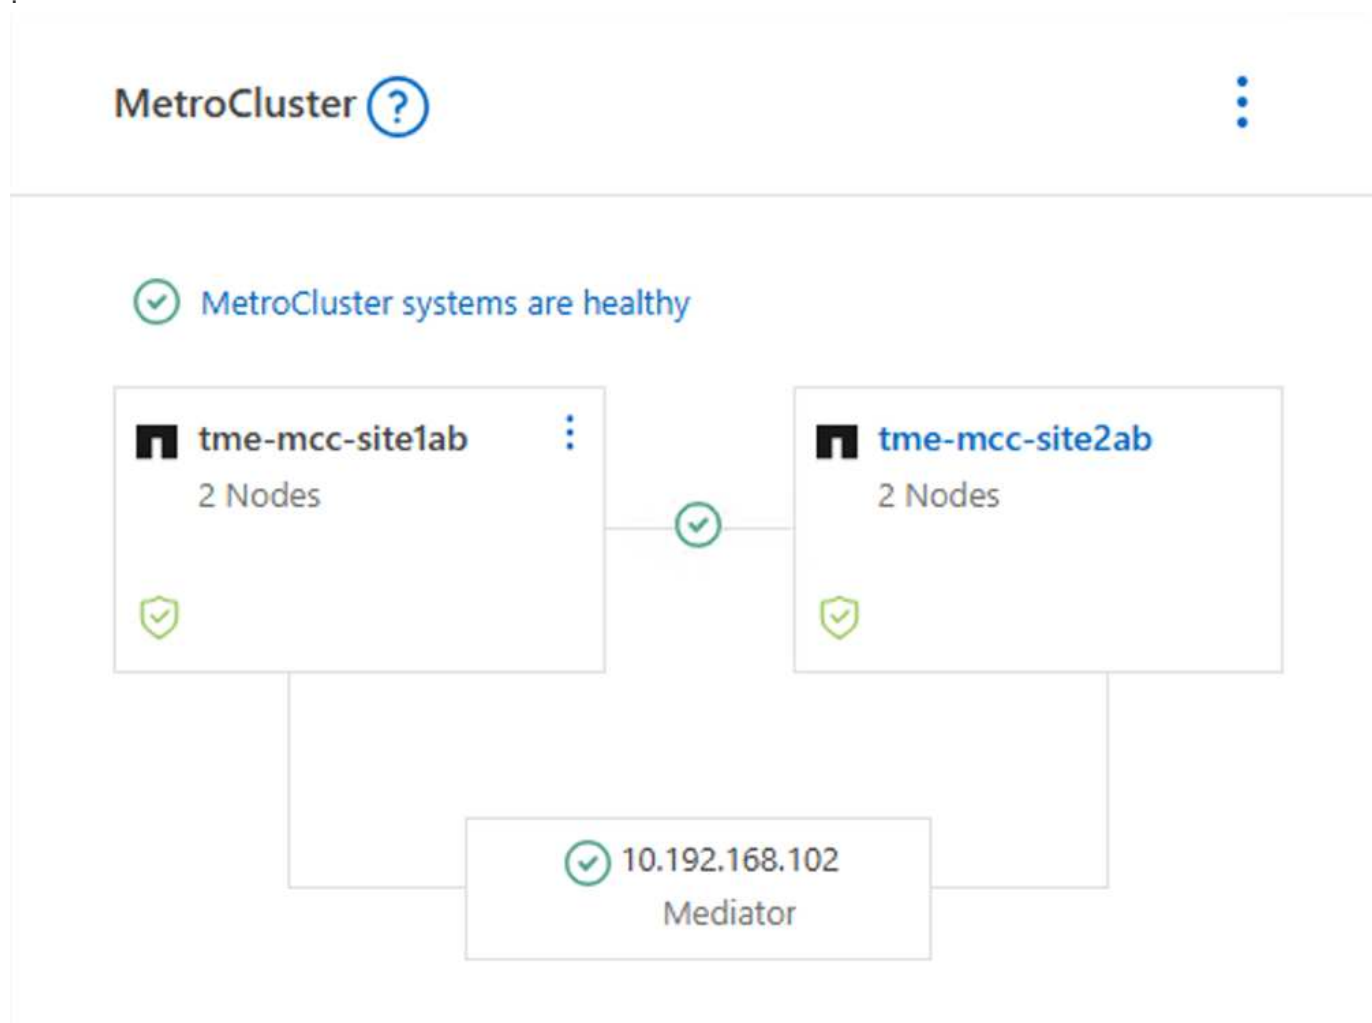 MetroCluster ?
MetroCluster systems are healthy
tme-mcc-site1ab
2 Nodes
tme-mcc-site2ab
2 Nodes
10.192.168.102
Mediator